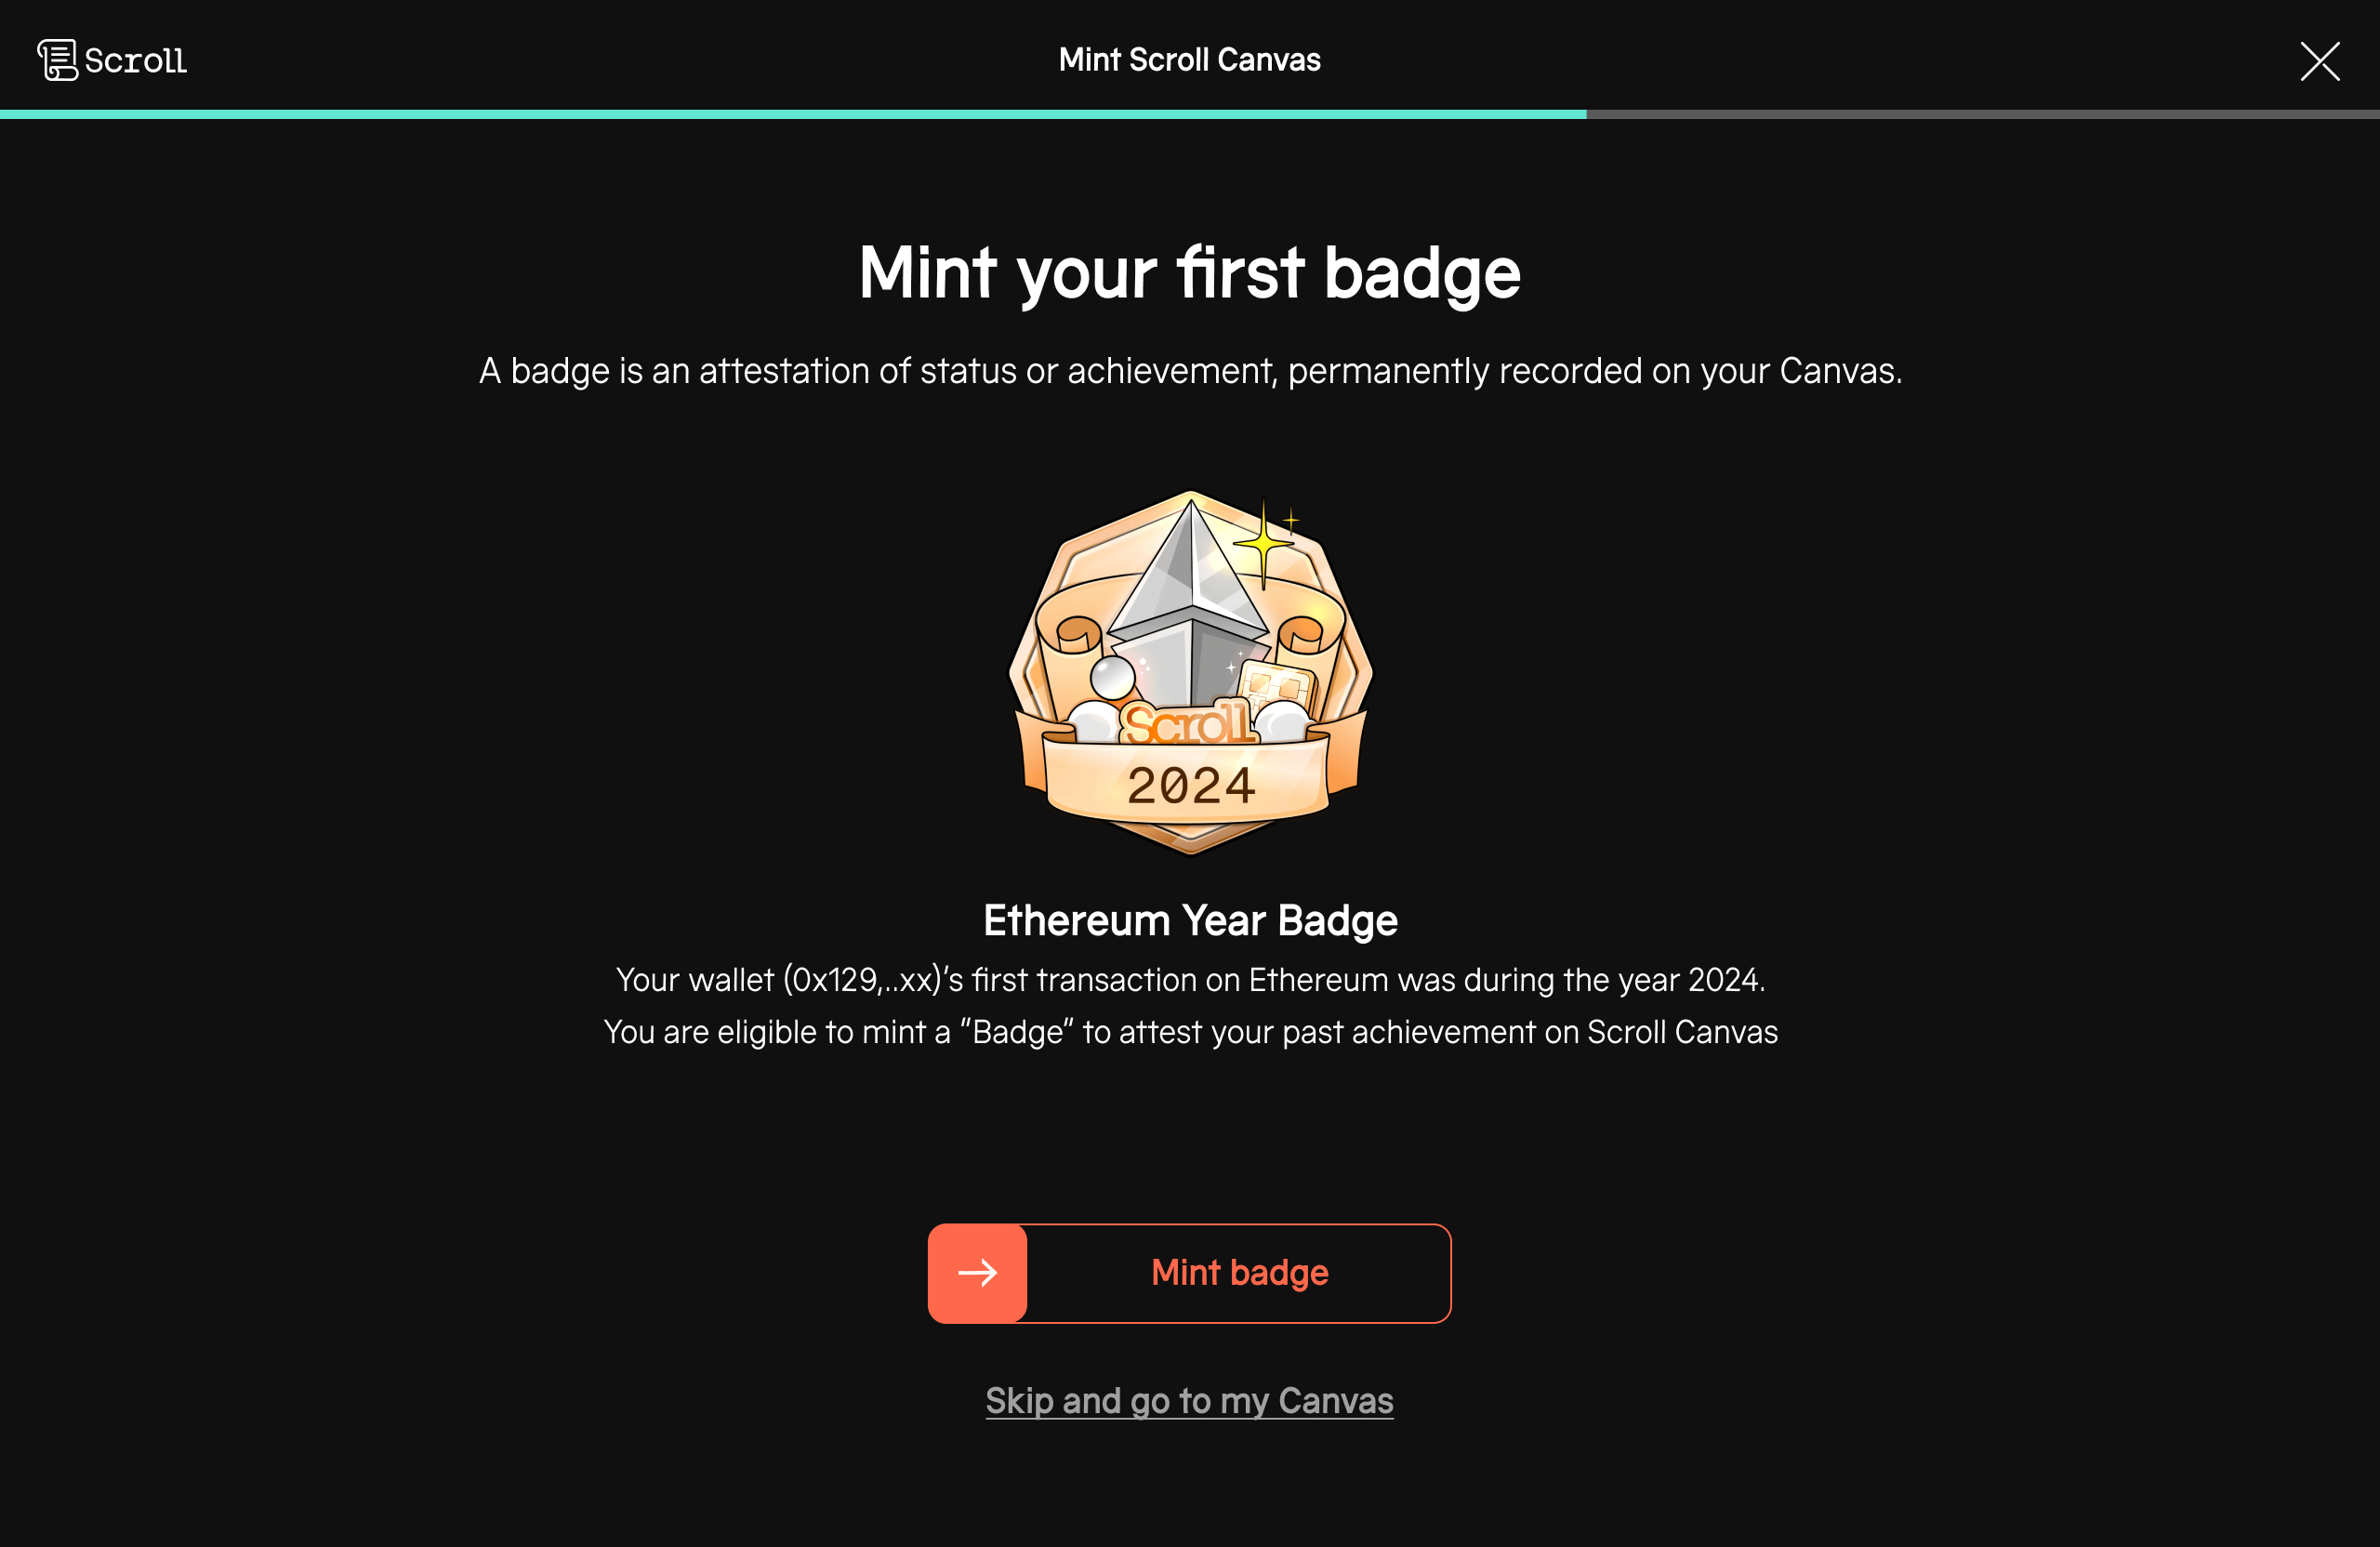 Scroll
Mint Scroll Canvas
Mint your first badge
A badge is an attestation of status or achievement, permanently recorded on your Canvas.
Scroll
2024
Ethereum Year Badge
Your wallet (0x129,..xx)’s first transaction on Ethereum was during the year 2024.
You are eligible to mint a “Badge” to attest your past achievement on Scroll Canvas
Mint badge
Skip and go to my Canvas